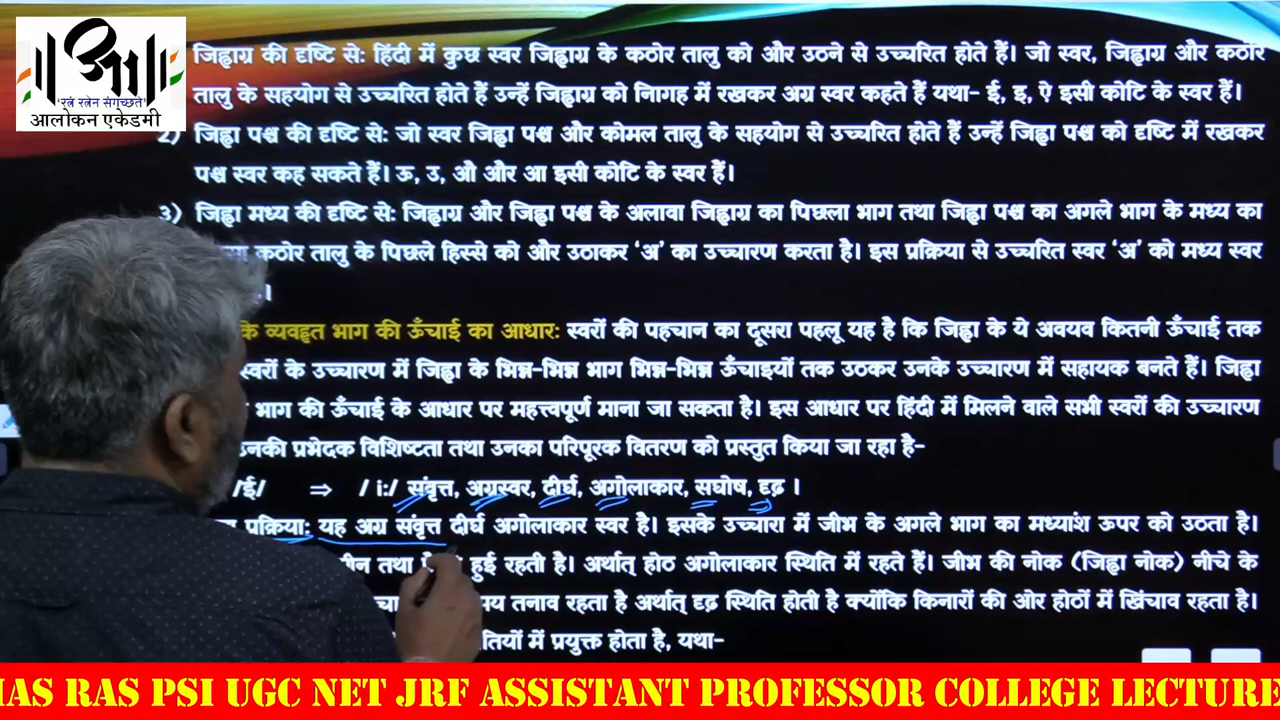 आ
'रत्नं रत्नेन संगच्छते'
आलोकन एकेडमी
जिह्वाग्र की दृष्टि से: हिंदी में कुछ स्वर जिह्वाग्र के कठोर तालु को और उठने से उच्चरित होते हैं। जो स्वर, जिह्वाग्र और कठोर
तालु के सहयोग से उच्चरित होते हैं उन्हें जिह्वाग्र को निागह में रखकर अग्र स्वर कहते हैं यथा- ई, इ, ऐ इसी कोटि के स्वर हैं।
2) जिह्वा पश्च की दृष्टि से: जो स्वर जिह्वा पश्च और कोमल तालु के सहयोग से उच्चरित होते हैं उन्हें जिह्वा पश्च को दृष्टि में रखकर
पश्च स्वर कह सकते हैं। ऊ, उ, औ और आ इसी कोटि के स्वर हैं।
3) जिह्वा मध्य की दृष्टि से: जिह्वाग्र और जिह्वा पश्च के अलावा जिह्वाग्र का पिछला भाग तथा जिह्वा पश्च का अगले भाग के मध्य का
कठोर तालु के पिछले हिस्से को और उठाकर 'अ' का उच्चारण करता है। इस प्रक्रिया से उच्चरित स्वर 'अ' को मध्य स्वर
के व्यवहृत भाग की ऊँचाई का आधार: स्वरों की पहचान का दूसरा पहलू यह है कि जिह्वा के ये अवयव कितनी ऊँचाई तक
स्वरों के उच्चारण में जिह्वा के भिन्न-भिन्न भाग भिन्न-भिन्न ऊँचाइयों तक उठकर उनके उच्चारण में सहायक बनते हैं। जिह्वा
भाग की ऊँचाई के आधार पर महत्त्वपूर्ण माना जा सकता है। इस आधार पर हिंदी में मिलने वाले सभी स्वरों की उच्चारण
उनकी प्रभेदक विशिष्टता तथा उनका परिपूरक वितरण को प्रस्तुत किया जा रहा है-
/ई/ ⇒ / i:/ संवृत्त, अग्रस्वर, दीर्घ, अगोलाकार, सघोष, दृढ़ ।
प्रक्रिया: यह अग्र संवृत्त दीर्घ अगोलाकार स्वर है। इसके उच्चारा में जीभ के अगले भाग का मध्यांश ऊपर को उठता है।
तथा हुई रहती है। अर्थात् होठ अगोलाकार स्थिति में रहते हैं। जीभ की नोक (जिह्वा नोक) नीचे के
तनाव रहता है अर्थात् दृढ़ स्थिति होती है क्योंकि किनारों की ओर होठों में खिंचाव रहता है।
में प्रयुक्त होता है, यथा-
IAS RAS PSI UGC NET JRF ASSISTANT PROFESSOR COLLEGE LECTURE